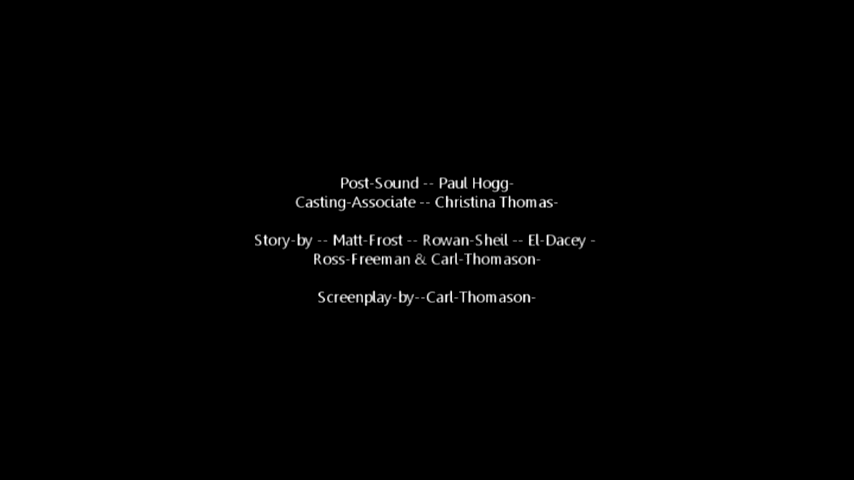 Post-Sound -- Paul Hogg-
Casting-Associate -- Christina Thomas-
Story-by -- Matt-Frost -- Rowan-Sheil -- El-Dacey -
Ross-Freeman & Carl-Thomason-
Screenplay-by--Carl-Thomason-